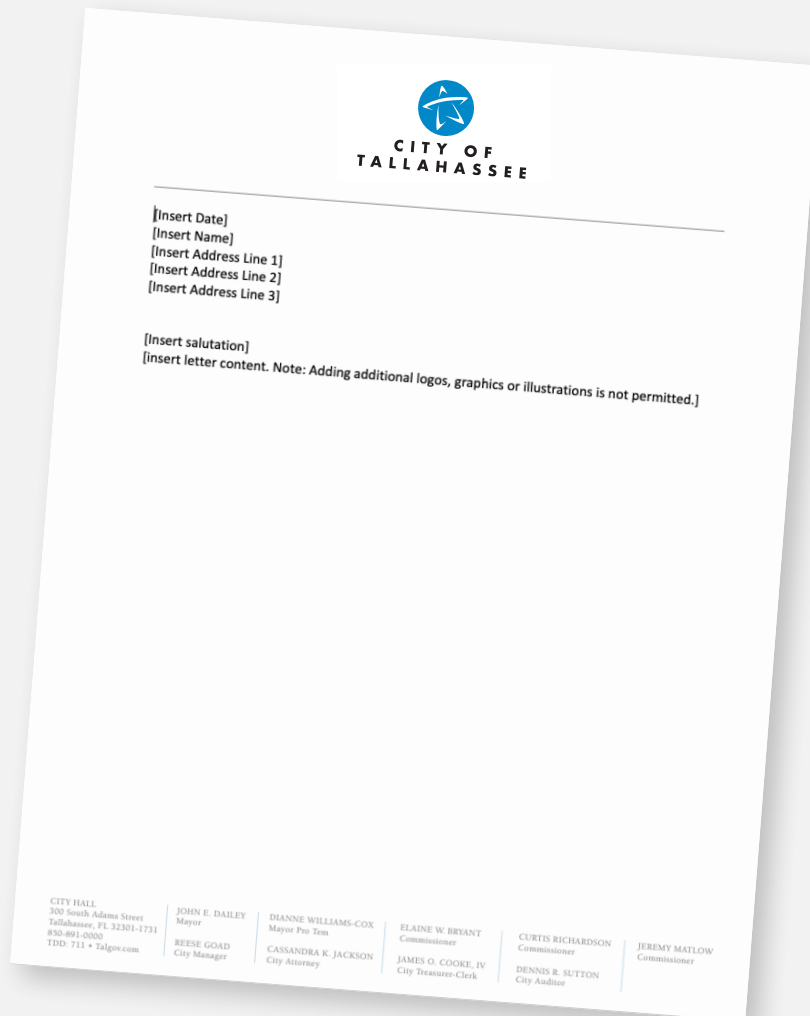 CITY OF
TALLAHASSEE
[Insert Date]
[Insert Name]
[Insert Address Line 1]
[Insert Address Line 2]
[Insert Address Line 3]
[Insert salutation]
[insert letter content. Note: Adding additional logos, graphics or illustrations is not permitted.]
CITY HALL
300 South Adams Street
Tallahassee, FL 32301-1731
850-891-0000
TDD: 711 • Talgov.com
JOHN E. DAILEY
Mayor
REESE GOAD
City Manager
DIANNE WILLIAMS-COX
Mayor Pro Tem
CASSANDRA K. JACKSON
City Attorney
ELAINE W. BRYANT
Commissioner
JAMES O. COOKE, IV
City Treasurer-Clerk
CURTIS RICHARDSON
Commissioner
DENNIS R. SUTTON
City Auditor
JEREMY MATLOW
Commissioner